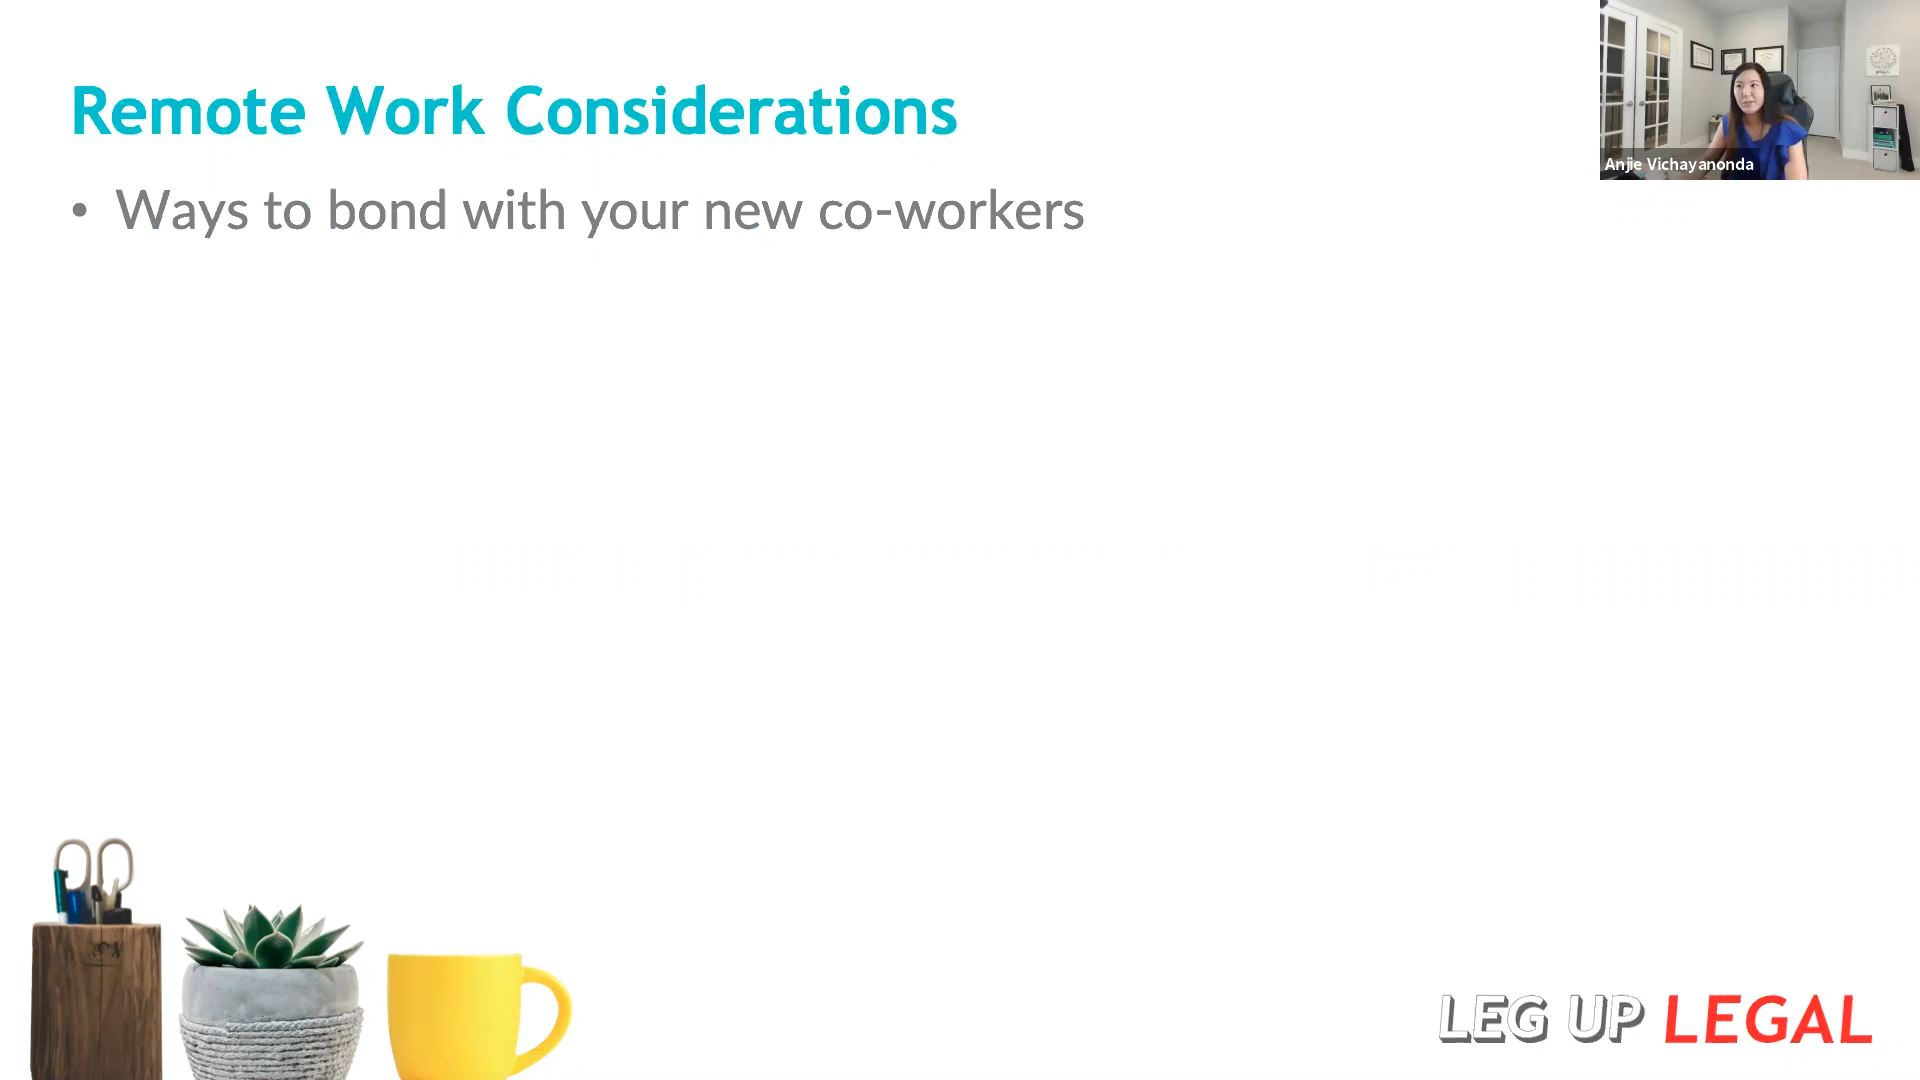 Remote Work Considerations
• Ways to bond with your new co-workers
Anjie Vichayanonda
LEG UP LEGAL